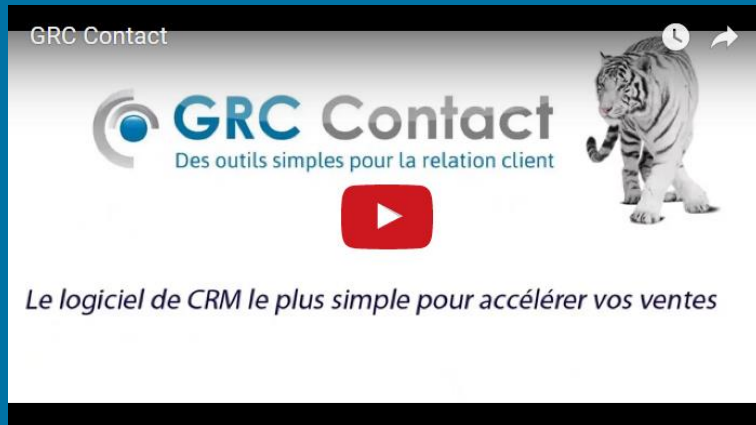 GRC Contact
GRC Contact
Des outils simples pour la relation client
Le logiciel de CRM le plus simple pour accélérer vos ventes